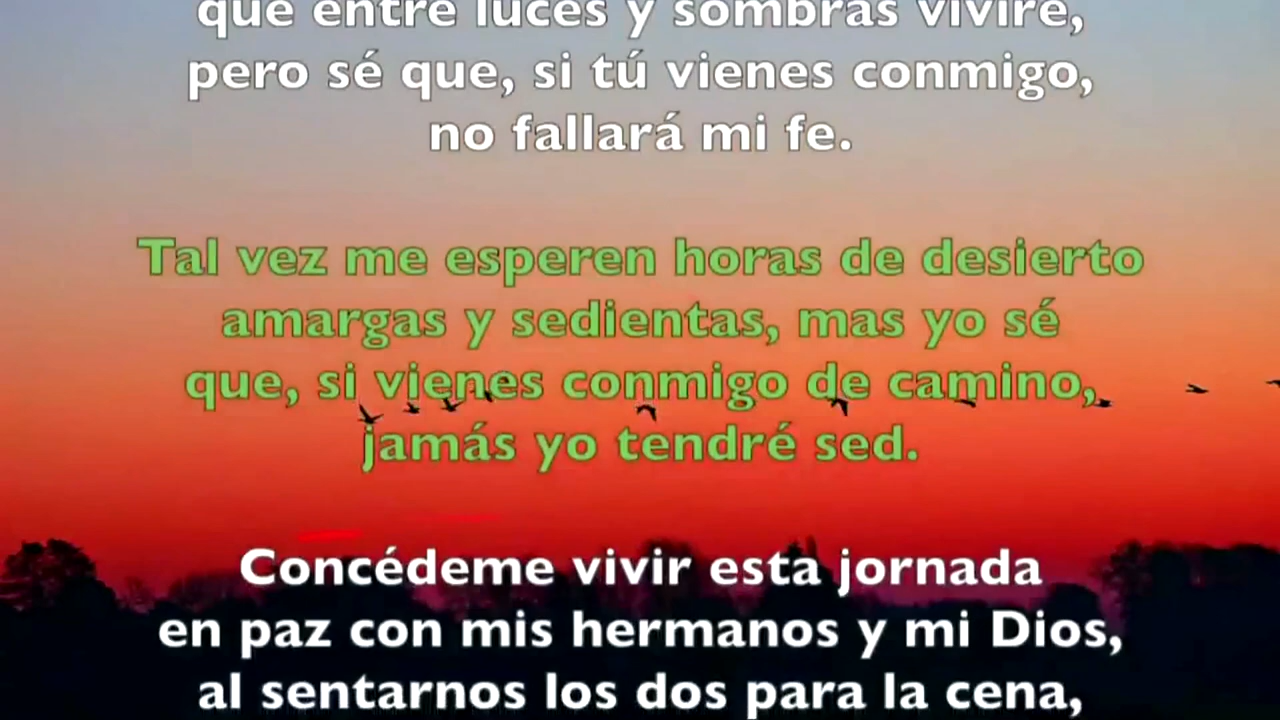 que entre luces y sombras viviré,
pero sé que, si tú vienes conmigo,
no fallará mi fe.
Tal vez me esperen horas de desierto
amargas y sedientas, mas yo sé
que, si vienes conmigo de camino,
jamás yo tendré sed.
Concédeme vivir esta jornada
en paz con mis hermanos y mi Dios,
al sentarnos los dos para la cena,